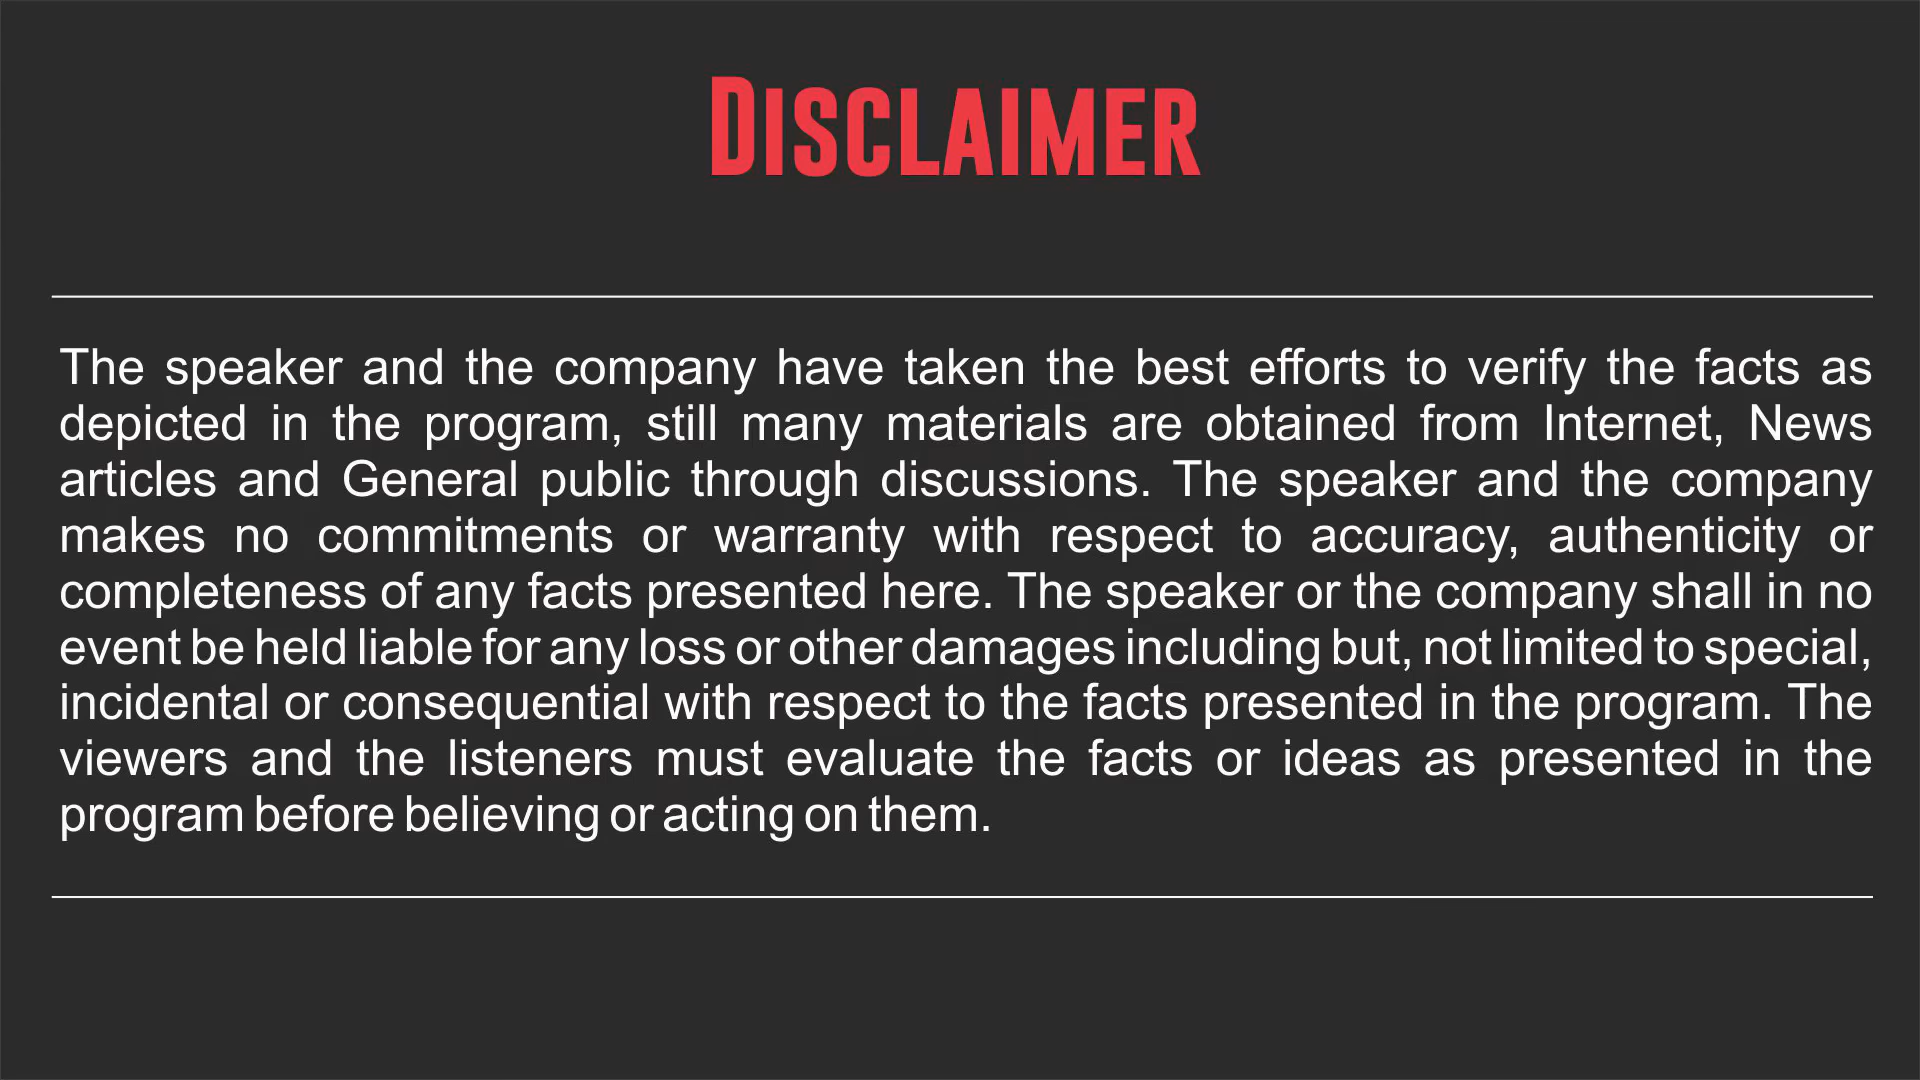 DISCLAIMER
The speaker and the company have taken the best efforts to verify the facts as
depicted in the program, still many materials are obtained from Internet, News
articles and General public through discussions. The speaker and the company
makes no commitments or warranty with respect to accuracy, authenticity or
completeness of any facts presented here. The speaker or the company shall in no
event be held liable for any loss or other damages including but, not limited to special,
incidental or consequential with respect to the facts presented in the program. The
viewers and the listeners must evaluate the facts or ideas as presented in the
program before believing or acting on them.